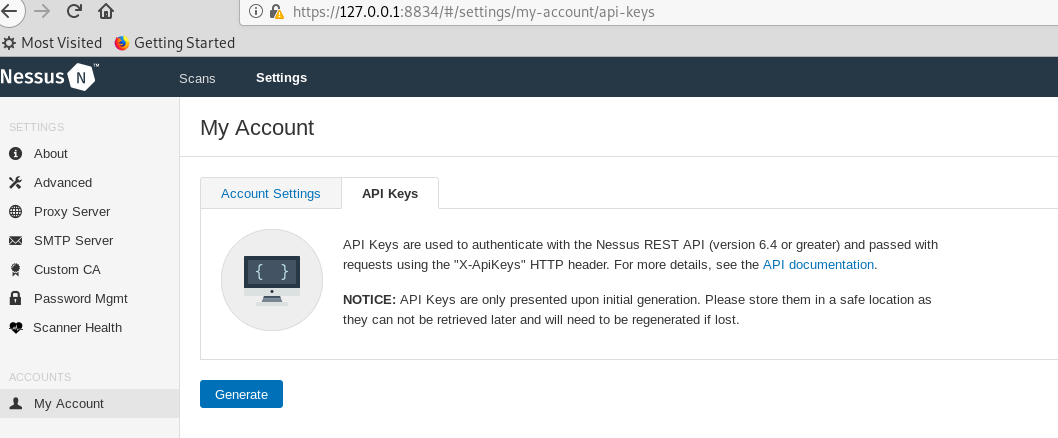 https://127.0.0.1:8834/#/settings/my-account/api-keys
Most Visited Getting Started
Nessus N ™ Scans Settings
SETTINGS
About
Advanced
Proxy Server
SMTP Server
Custom CA
Password Mgmt
Scanner Health
ACCOUNTS
My Account
My Account
Account Settings API Keys
{ }
API Keys are used to authenticate with the Nessus REST API (version 6.4 or greater) and passed with
requests using the "X-ApiKeys" HTTP header. For more details, see the API documentation.
NOTICE: API Keys are only presented upon initial generation. Please store them in a safe location as
they can not be retrieved later and will need to be regenerated if lost.
Generate